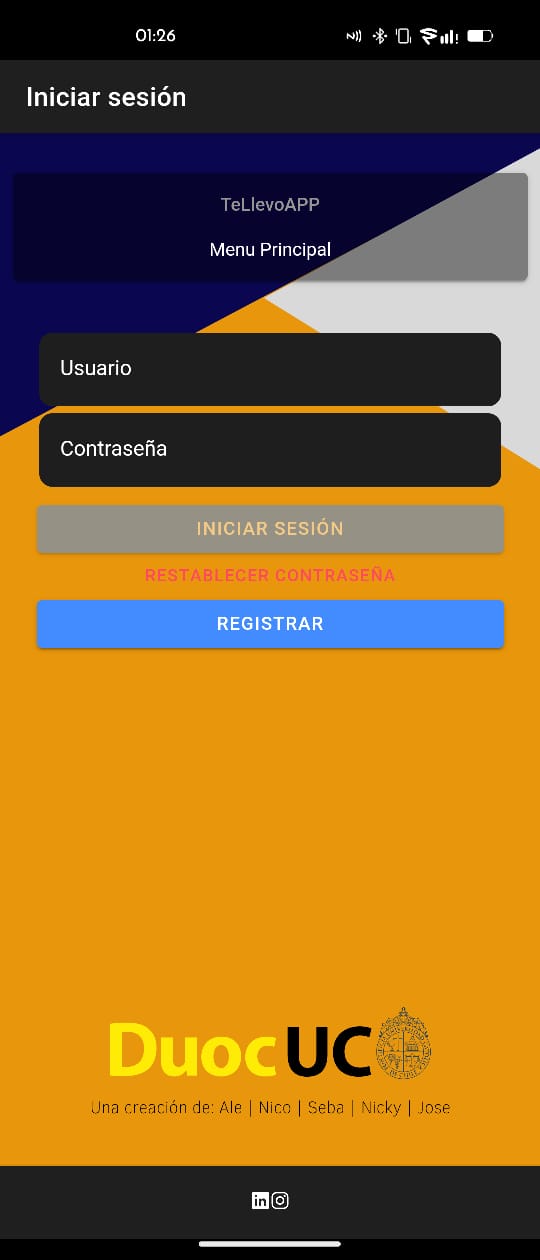 01:26
Iniciar sesión
TeLlevoAPP
Menu Principal
Usuario
Contraseña
INICIAR SESIÓN
RESTABLECER CONTRASEÑA
REGISTRAR
Duoc UC
Una creación de: Ale | Nico | Seba | Nicky | Jose
in